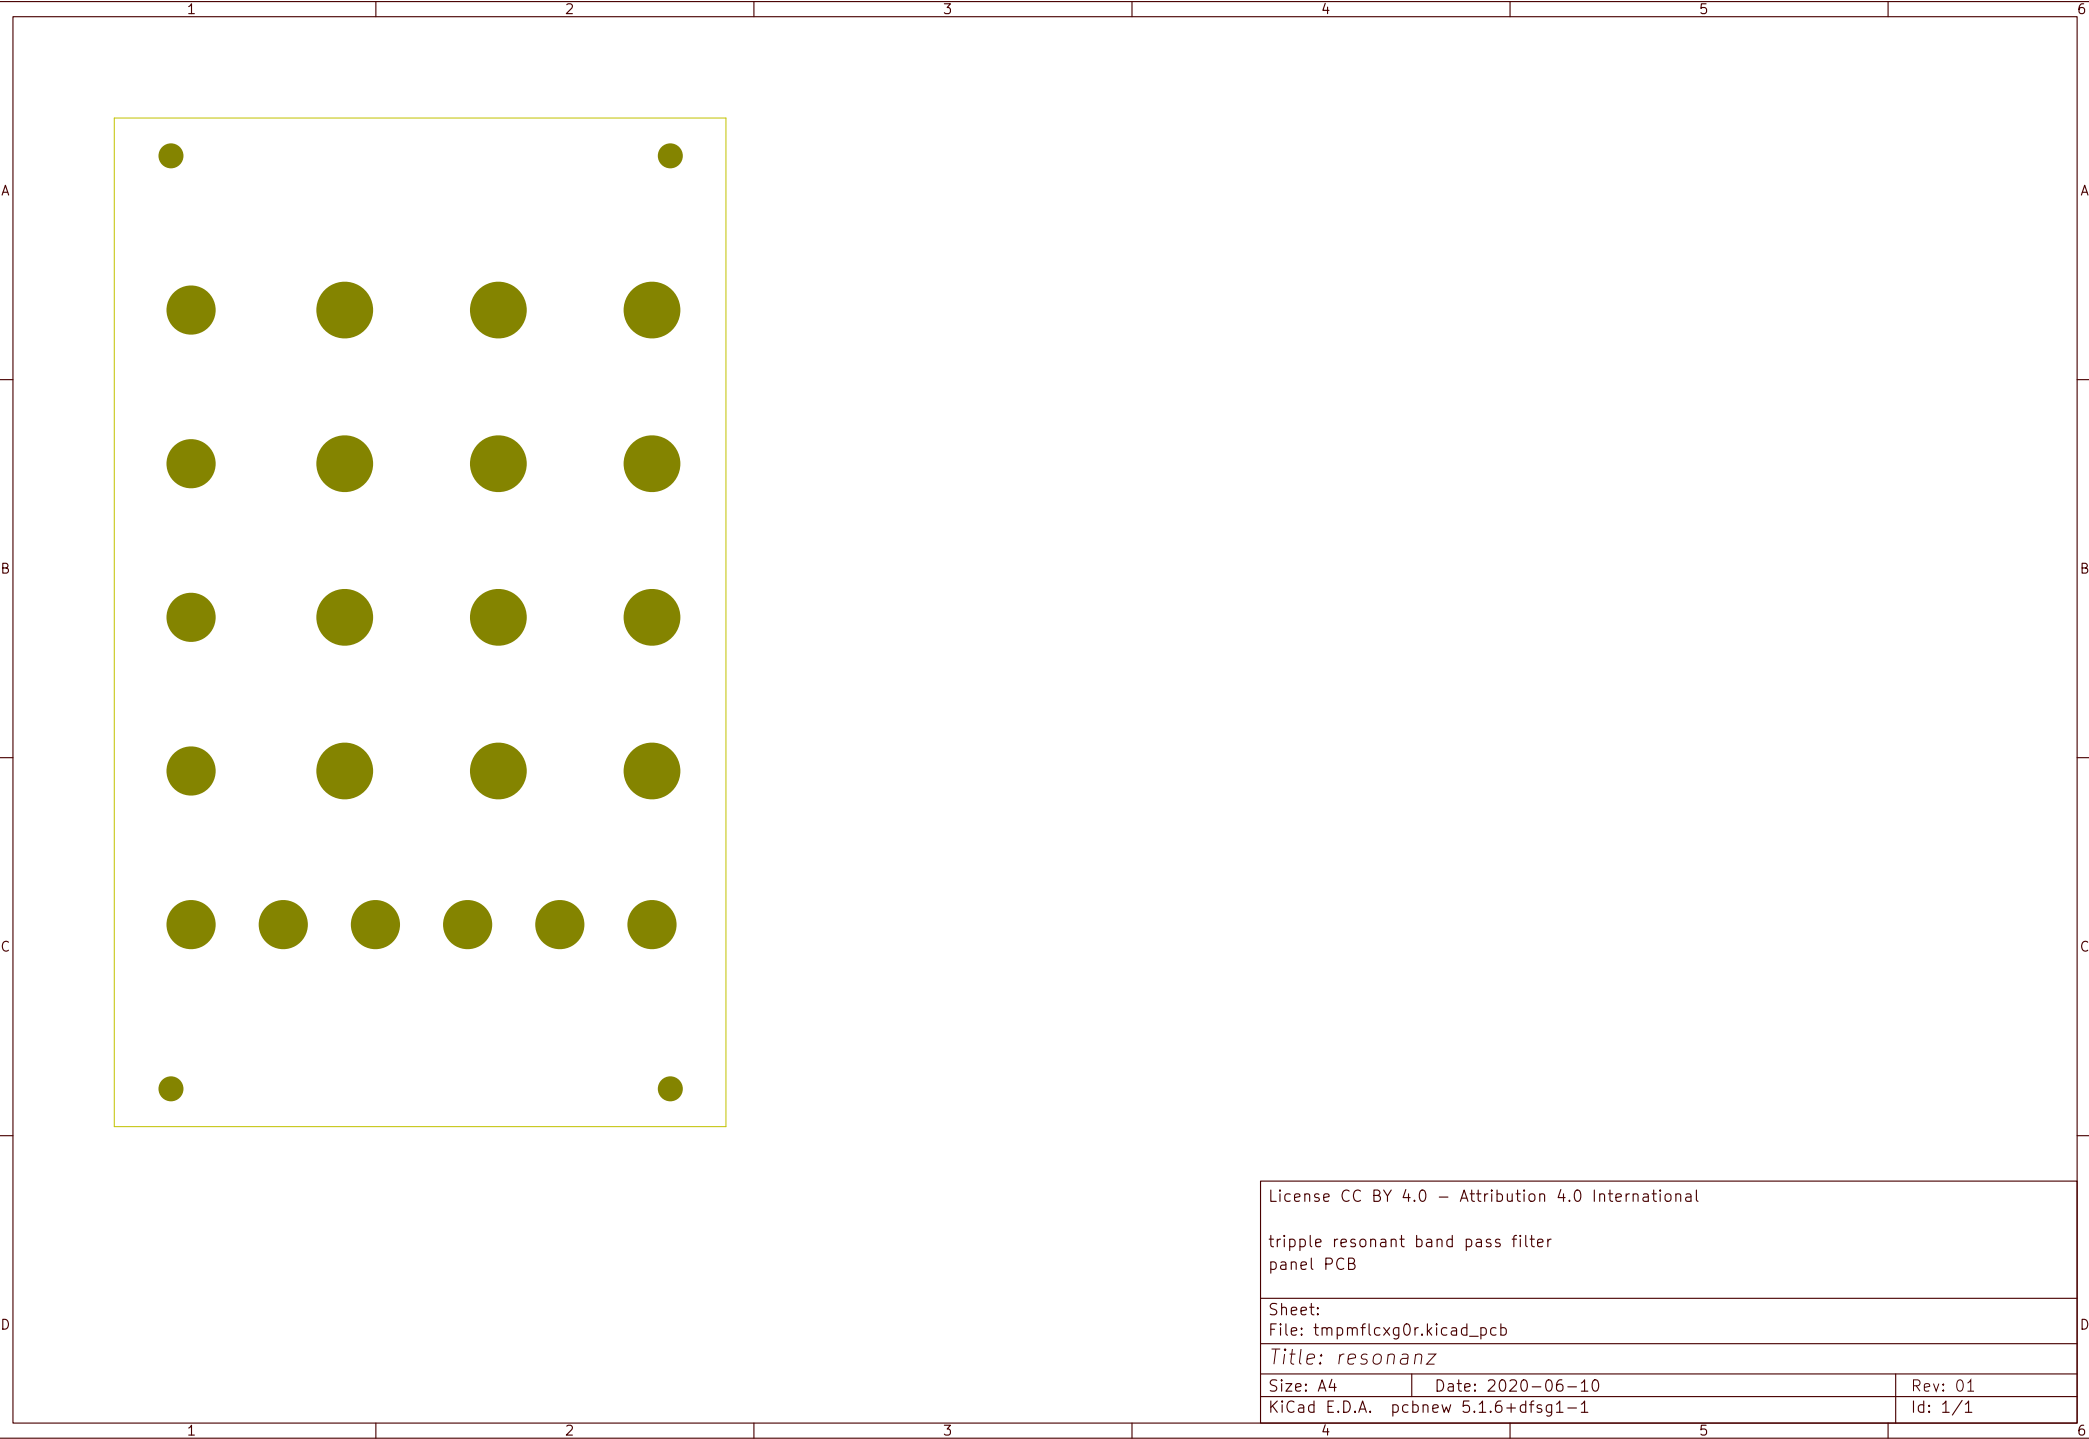 1 2 3 4 5 6
A A
B B
C C
D D
License CC BY 4.0 – Attribution 4.0 International
tripple resonant band pass filter
panel PCB
Sheet:
File: tmpmflcxg0r.kicad_pcb
Title: resonanz
Size: A4 Date: 2020-06-10 Rev: 01
KiCad E.D.A. pcbnew 5.1.6+dfsg1-1 Id: 1/1
1 2 3 4 5 6